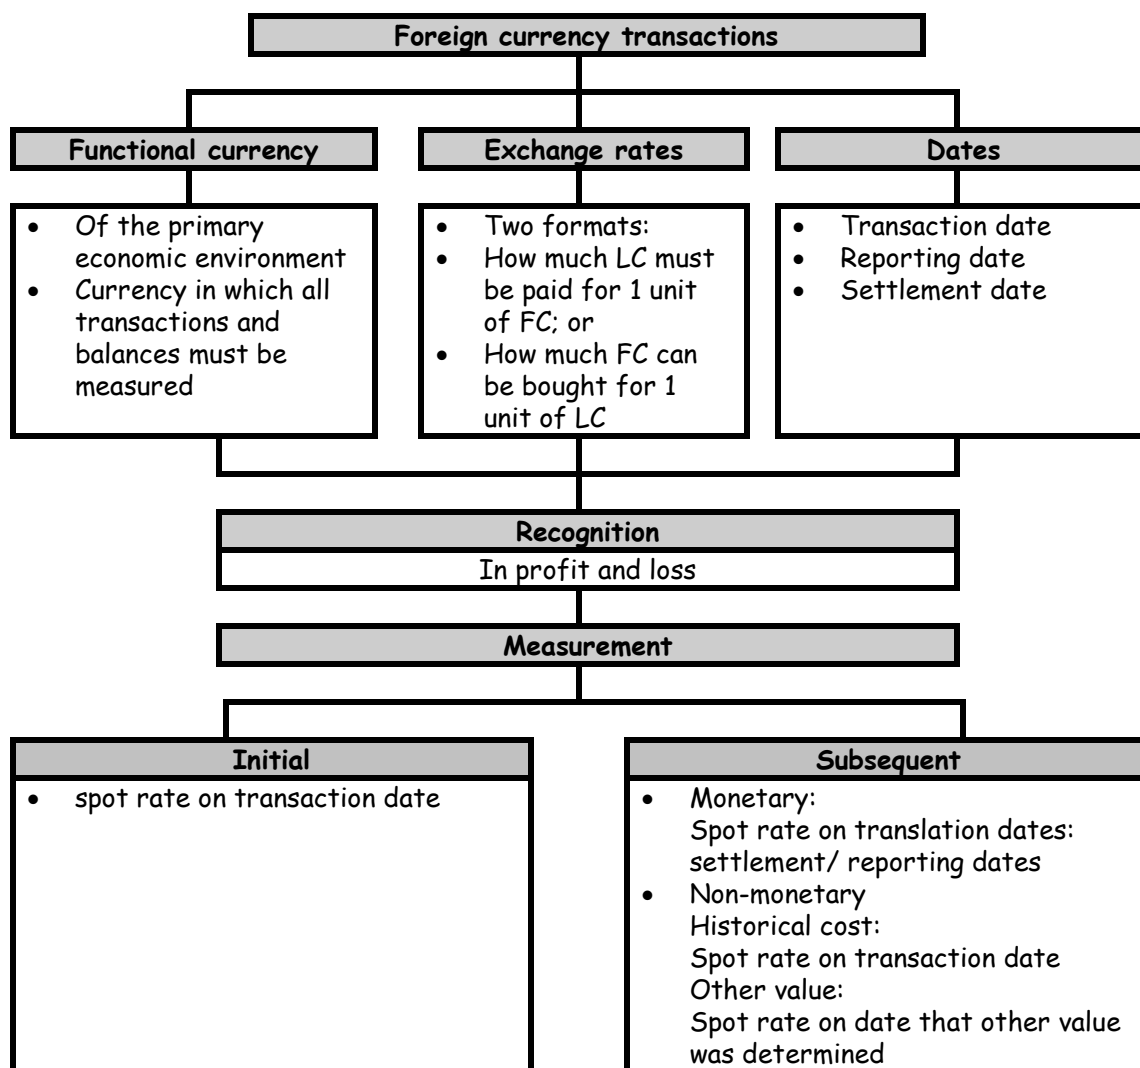 Foreign currency transactions
Functional currency
• Of the primary
economic environment
• Currency in which all
transactions and
balances must be
measured
Exchange rates
• Two formats:
• How much LC must
be paid for 1 unit
of FC; or
• How much FC can
be bought for 1
unit of LC
Dates
• Transaction date
• Reporting date
• Settlement date
Recognition
In profit and loss
Measurement
Initial
• spot rate on transaction date
Subsequent
• Monetary:
Spot rate on translation dates:
settlement/ reporting dates
• Non-monetary
Historical cost:
Spot rate on transaction date
Other value:
Spot rate on date that other value
was determined